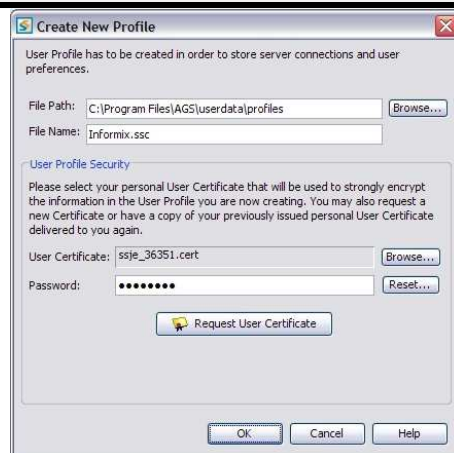 Create New Profile
User Profile has to be created in order to store server connections and user
preferences.
File Path: C:\Program Files\AGS\userdata\profiles Browse...
File Name: Informix.ssc
User Profile Security
Please select your personal User Certificate that will be used to strongly encrypt
the information in the User Profile you are now creating. You may also request a
new Certificate or have a copy of your previously issued personal User Certificate
delivered to you again.
User Certificate: ssje_36351.cert Browse...
Password: ●●●●●●●● Reset...
Request User Certificate
OK Cancel Help